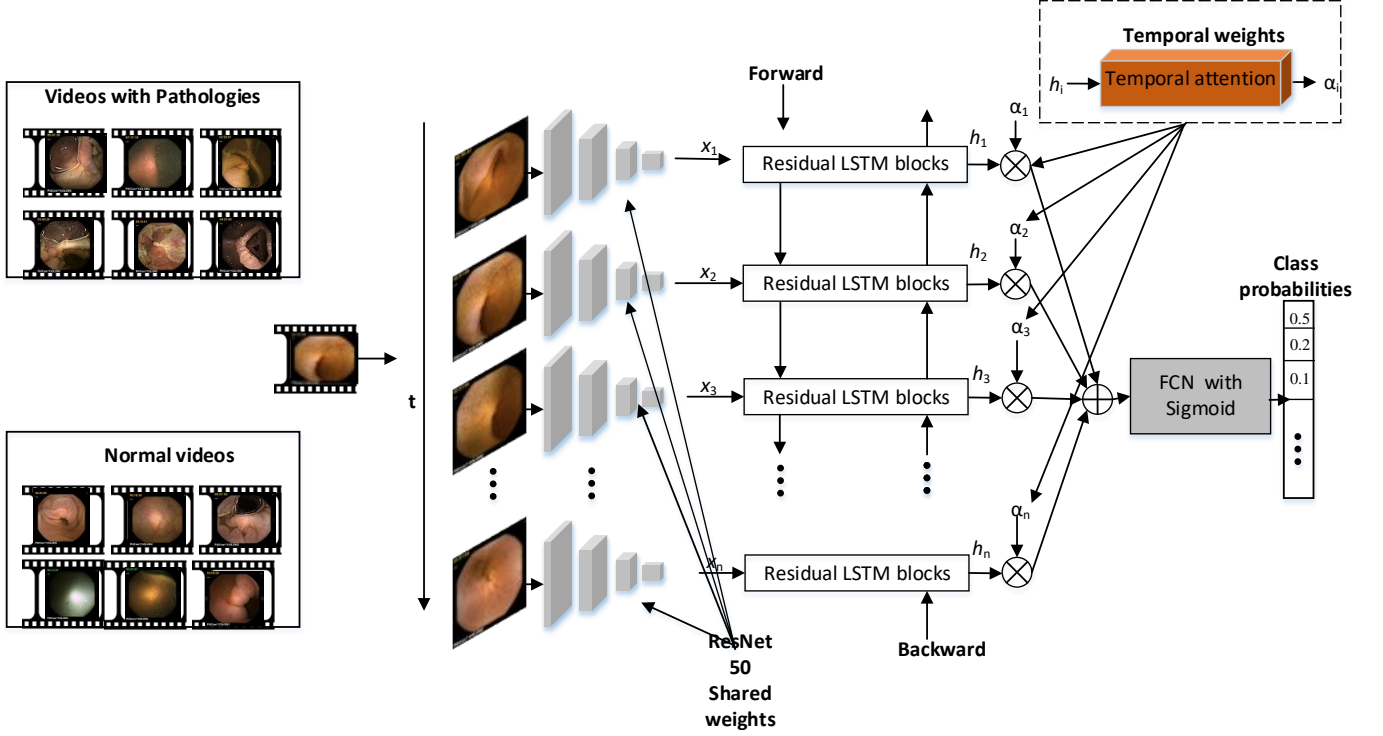 Temporal weights
Temporal attention
hᵢ
αᵢ
Videos with Pathologies
Forward
α₁
x₁
Residual LSTM blocks
h₁
α₂
x₂
Residual LSTM blocks
h₂
Class
probabilities
0.5
0.2
0.1
α₃
x₃
Residual LSTM blocks
h₃
FCN with
Sigmoid
t
Normal videos
αₙ
xₙ
Residual LSTM blocks
hₙ
Backward
ResNet
50
Shared
weights